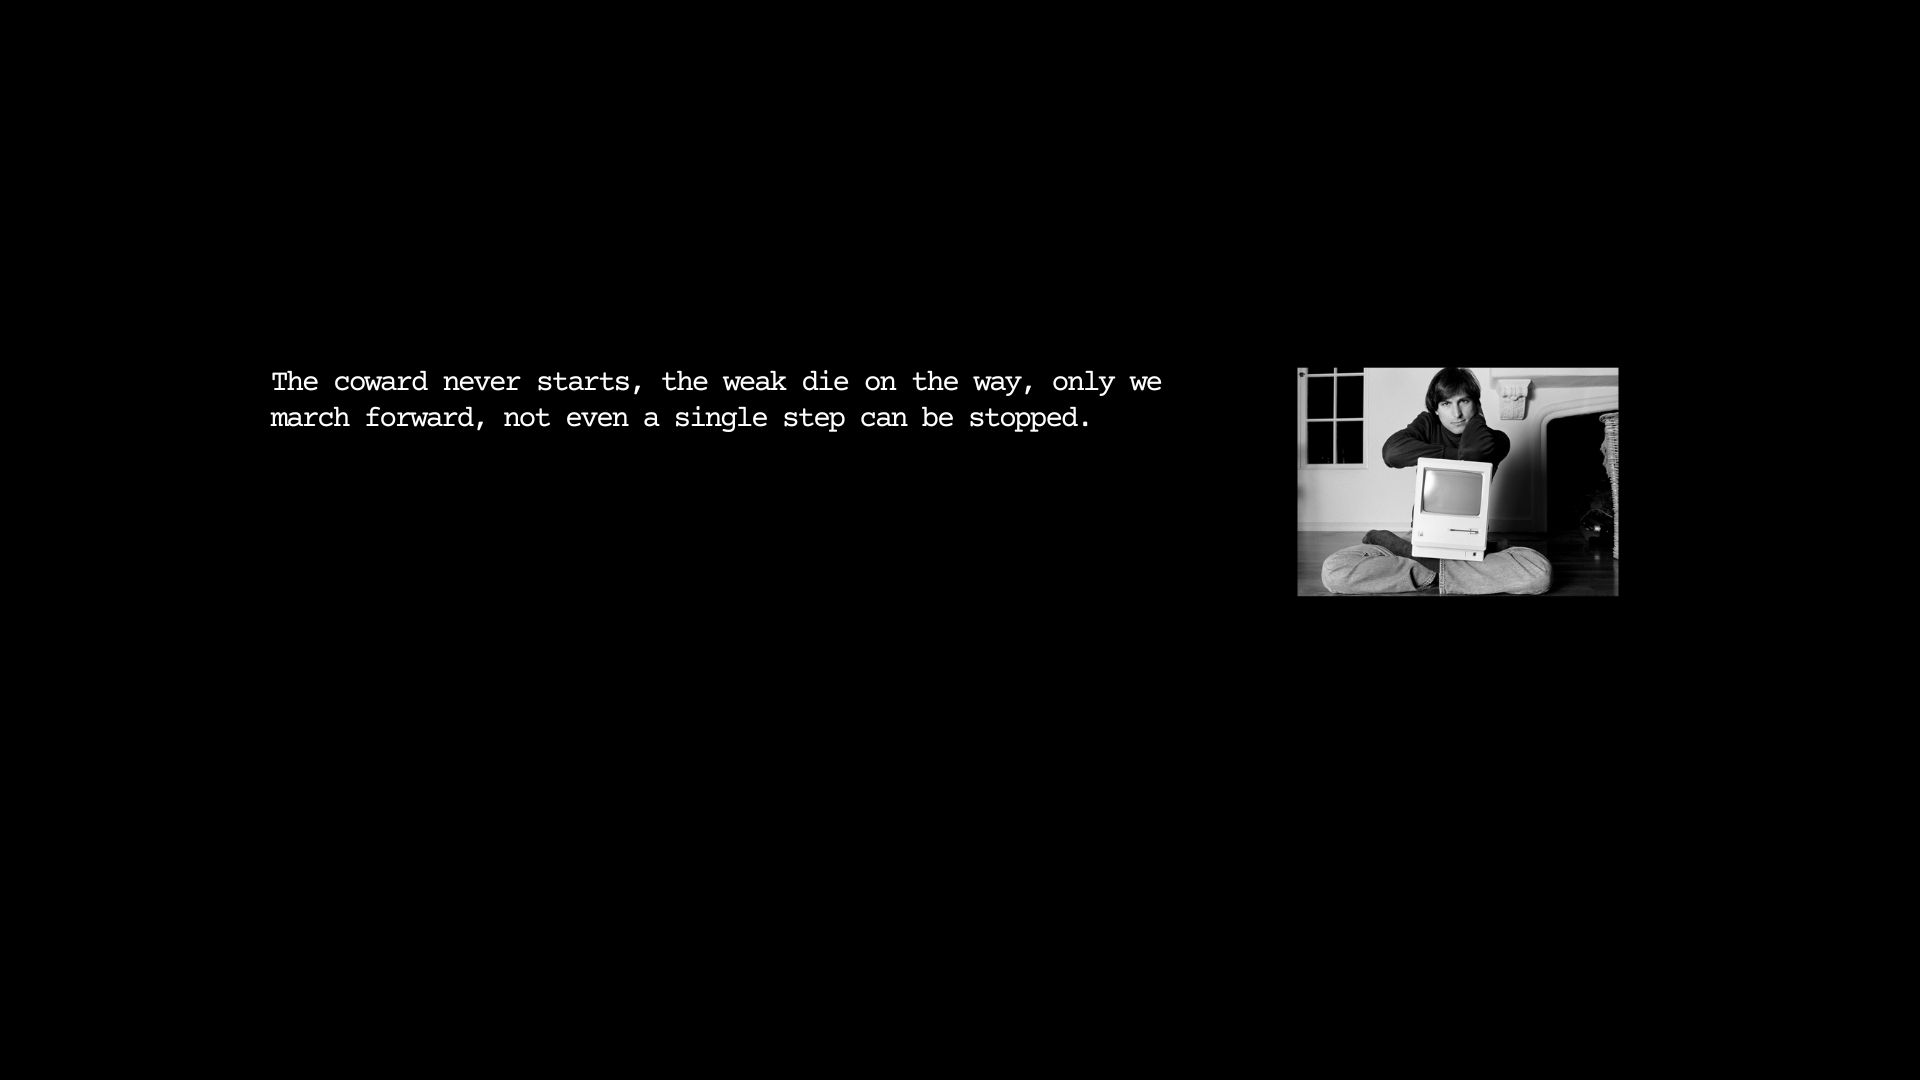 The coward never starts, the weak die on the way, only we
march forward, not even a single step can be stopped.